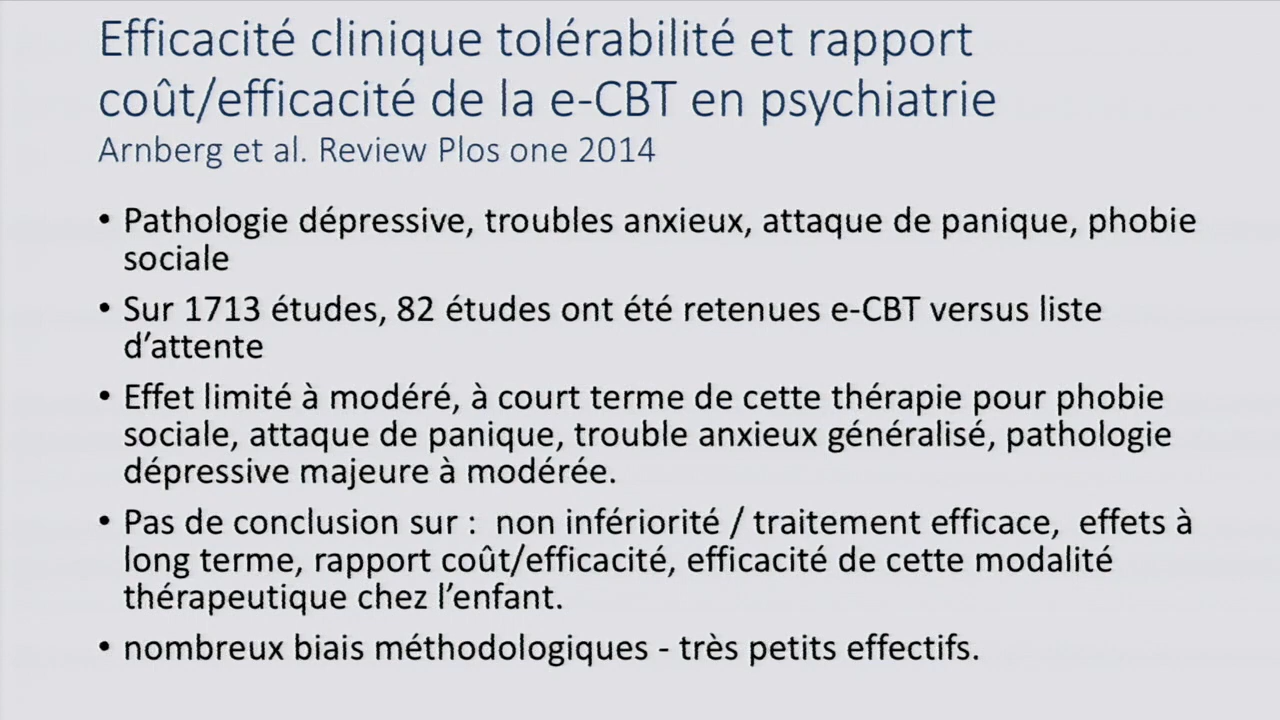 Efficacité clinique tolérabilité et rapport
coût/efficacité de la e-CBT en psychiatrie
Arnberg et al. Review Plos one 2014
• Pathologie dépressive, troubles anxieux, attaque de panique, phobie
sociale
• Sur 1713 études, 82 études ont été retenues e-CBT versus liste
d’attente
• Effet limité à modéré, à court terme de cette thérapie pour phobie
sociale, attaque de panique, trouble anxieux généralisé, pathologie
dépressive majeure à modérée.
• Pas de conclusion sur : non infériorité / traitement efficace, effets à
long terme, rapport coût/efficacité, efficacité de cette modalité
thérapeutique chez l’enfant.
• nombreux biais méthodologiques - très petits effectifs.